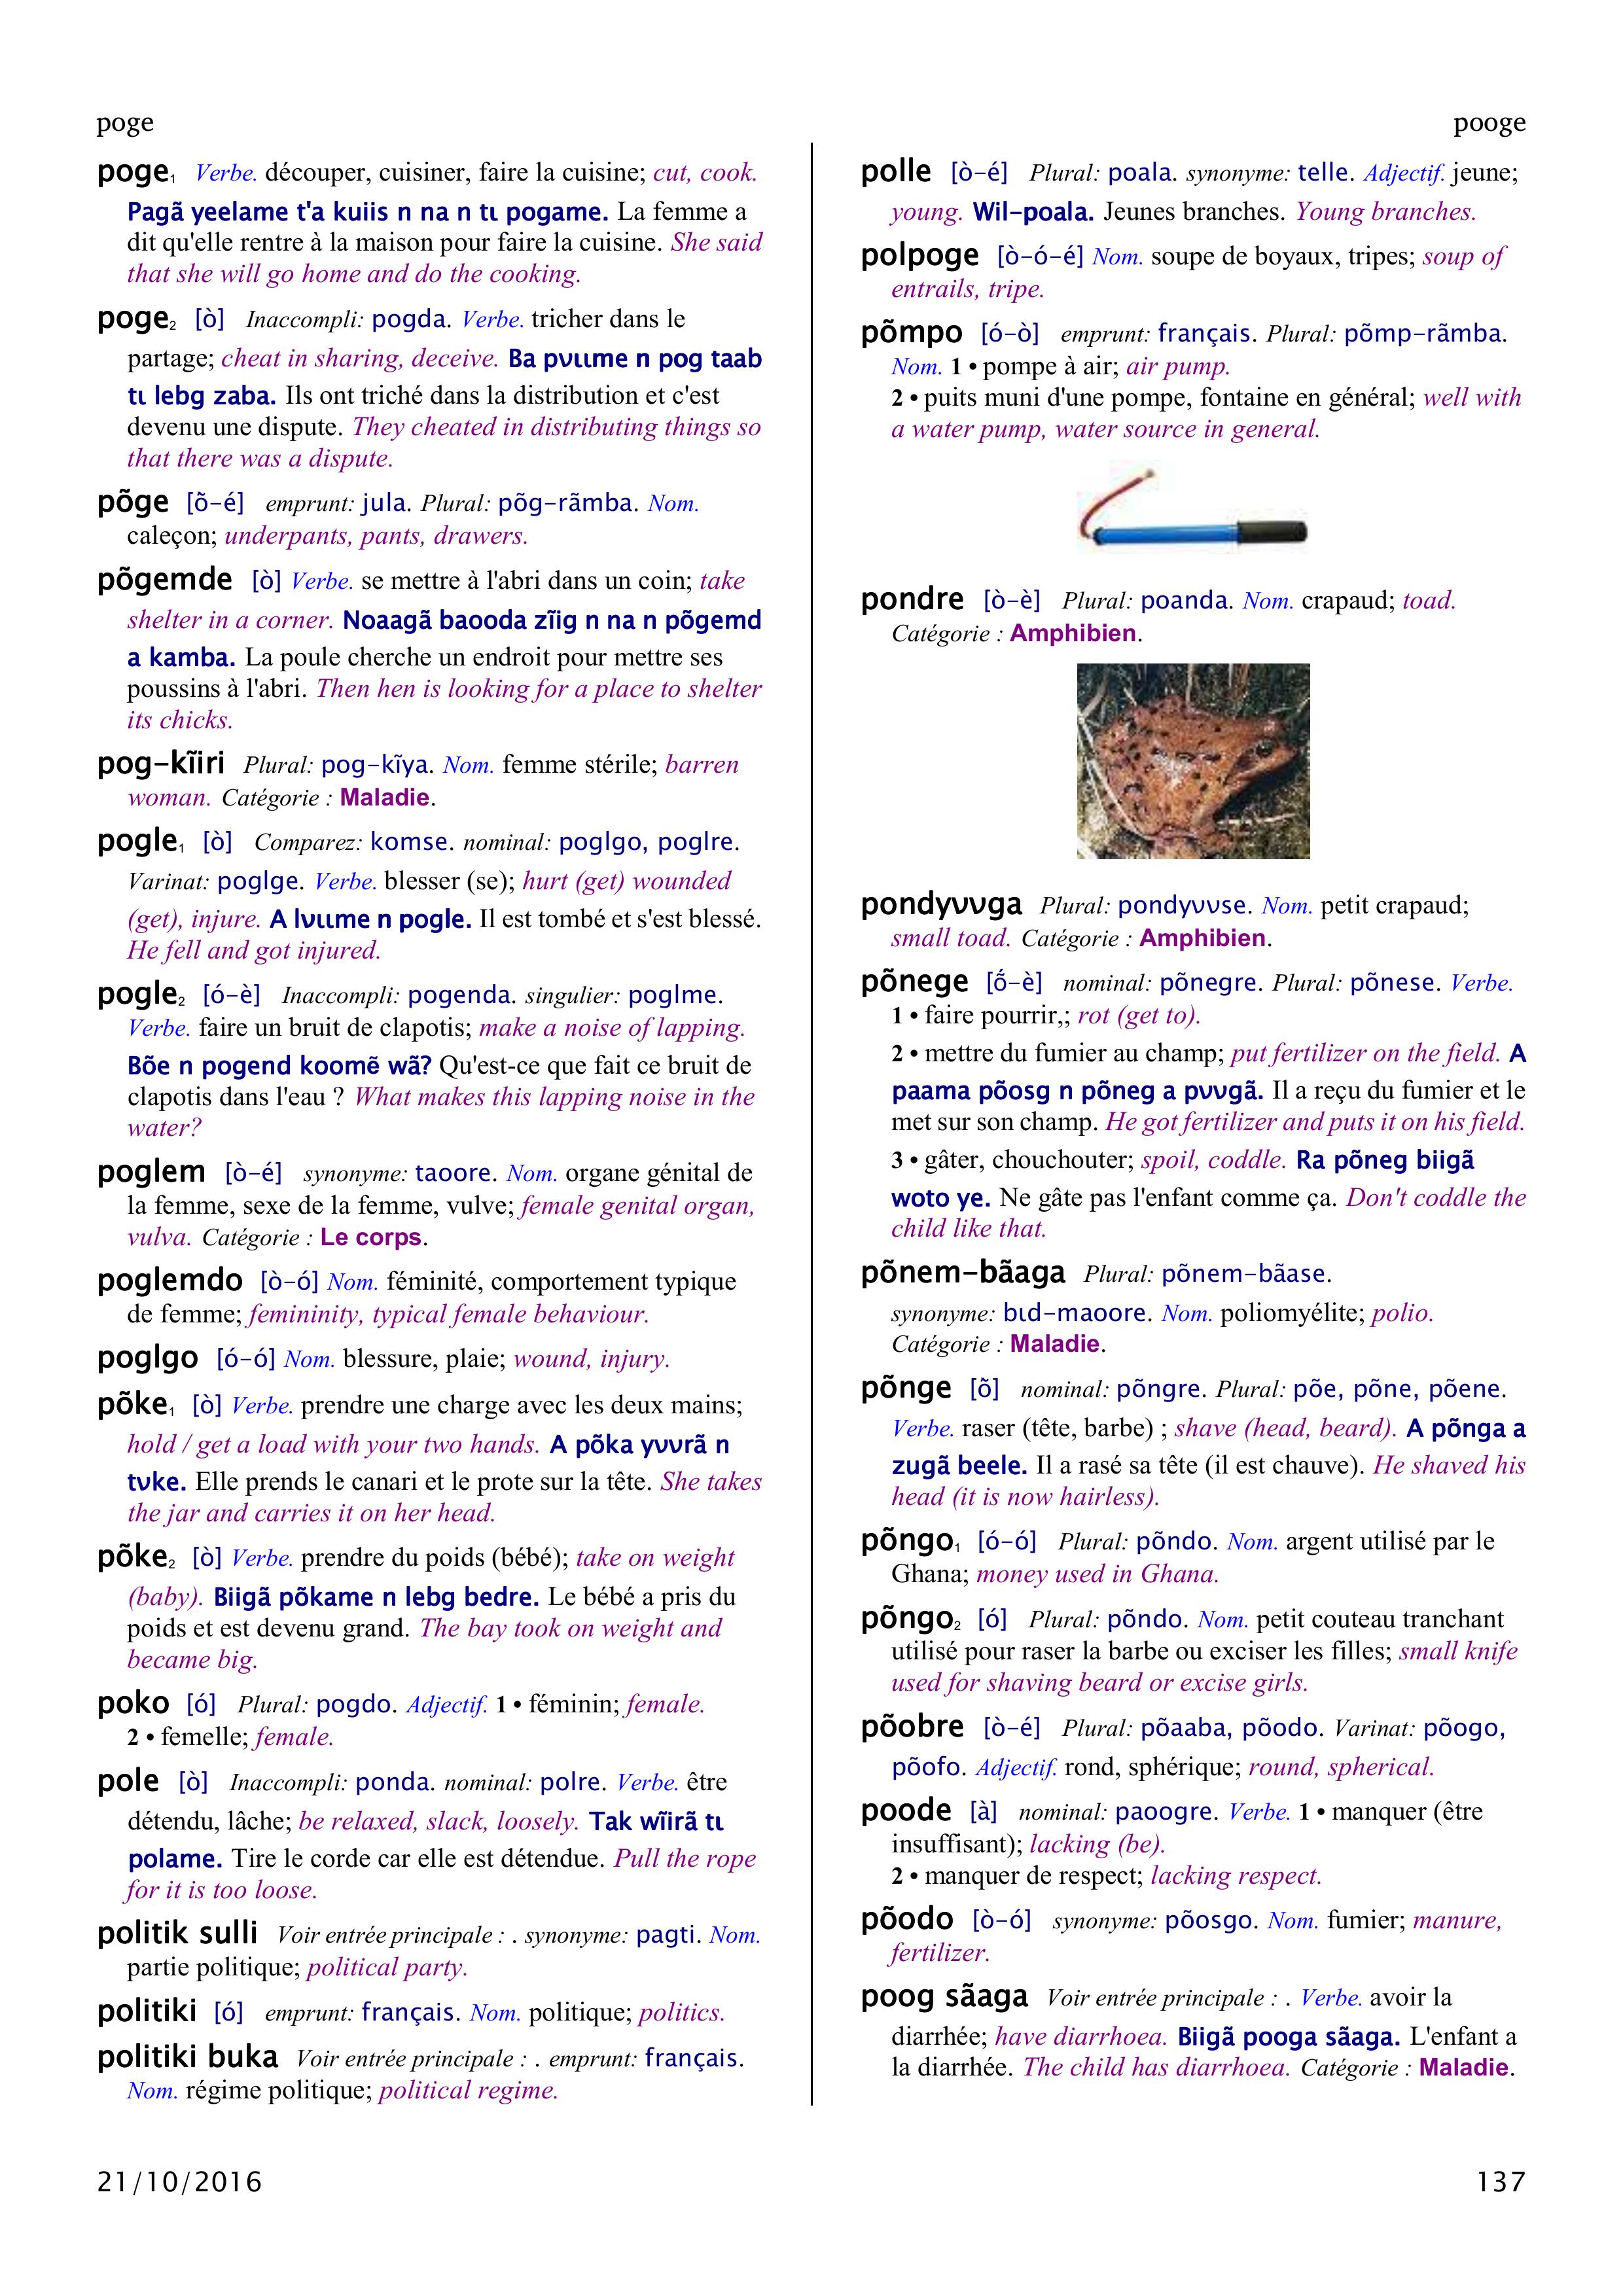 poge
pooge
poge₁ Verbe. découper, cuisiner, faire la cuisine; cut, cook.
Pagã yeelame t'a kuiis n na n tɩ pogame. La femme a
dit qu'elle rentre à la maison pour faire la cuisine. She said
that she will go home and do the cooking.
poge₂ [ò] Inaccompli: pogda. Verbe. tricher dans le
partage; cheat in sharing, deceive. Ba pʋɩɩme n pog taab
tɩ lebg zaba. Ils ont triché dans la distribution et c'est
devenu une dispute. They cheated in distributing things so
that there was a dispute.
põge [õ-é] emprunt: jula. Plural: põg-rãmba. Nom.
caleçon; underpants, pants, drawers.
põgemde [ò] Verbe. se mettre à l'abri dans un coin; take
shelter in a corner. Noaagã baooda zĩig n na n põgemd
a kamba. La poule cherche un endroit pour mettre ses
poussins à l'abri. Then hen is looking for a place to shelter
its chicks.
pog-kĩiri Plural: pog-kĩya. Nom. femme stérile; barren
woman. Catégorie : Maladie.
pogle₁ [ò] Comparez: komse. nominal: poglgo, poglre.
Varinat: poglge. Verbe. blesser (se); hurt (get) wounded
(get), injure. A lʋɩɩme n pogle. Il est tombé et s'est blessé.
He fell and got injured.
pogle₂ [ó-è] Inaccompli: pogenda. singulier: poglme.
Verbe. faire un bruit de clapotis; make a noise of lapping.
Bõe n pogend koomẽ wã? Qu'est-ce que fait ce bruit de
clapotis dans l'eau ? What makes this lapping noise in the
water?
poglem [ò-é] synonyme: taoore. Nom. organe génital de
la femme, sexe de la femme, vulve; female genital organ,
vulva. Catégorie : Le corps.
poglemdo [ò-ó] Nom. féminité, comportement typique
de femme; femininity, typical female behaviour.
poglgo [ó-ó] Nom. blessure, plaie; wound, injury.
põke₁ [ò] Verbe. prendre une charge avec les deux mains;
hold / get a load with your two hands. A põka yʋʋrã n
tʋke. Elle prends le canari et le prote sur la tête. She takes
the jar and carries it on her head.
põke₂ [ò] Verbe. prendre du poids (bébé); take on weight
(baby). Biigã põkame n lebg bedre. Le bébé a pris du
poids et est devenu grand. The bay took on weight and
became big.
poko [ó] Plural: pogdo. Adjectif. 1 • féminin; female.
2 • femelle; female.
pole [ò] Inaccompli: ponda. nominal: polre. Verbe. être
détendu, lâche; be relaxed, slack, loosely. Tak wĩirã tɩ
polame. Tire le corde car elle est détendue. Pull the rope
for it is too loose.
politik sulli Voir entrée principale : . synonyme: pagti. Nom.
partie politique; political party.
politiki [ó] emprunt: français. Nom. politique; politics.
politiki buka Voir entrée principale : . emprunt: français.
Nom. régime politique; political regime.
polle [ò-é] Plural: poala. synonyme: telle. Adjectif. jeune;
young. Wil-poala. Jeunes branches. Young branches.
polpoge [ò-ó-é] Nom. soupe de boyaux, tripes; soup of
entrails, tripe.
põmpo [ó-ò] emprunt: français. Plural: põmp-rãmba.
Nom. 1 • pompe à air; air pump.
2 • puits muni d'une pompe, fontaine en général; well with
a water pump, water source in general.
pondre [ò-è] Plural: poanda. Nom. crapaud; toad.
Catégorie : Amphibien.
pondyʋʋga Plural: pondyʋʋse. Nom. petit crapaud;
small toad. Catégorie : Amphibien.
põnege [ṍ-è] nominal: põnegre. Plural: põnese. Verbe.
1 • faire pourrir,; rot (get to).
2 • mettre du fumier au champ; put fertilizer on the field. A
paama põosg n põneg a pʋʋgã. Il a reçu du fumier et le
met sur son champ. He got fertilizer and puts it on his field.
3 • gâter, chouchouter; spoil, coddle. Ra põneg biigã
woto ye. Ne gâte pas l'enfant comme ça. Don't coddle the
child like that.
põnem-bãaga Plural: põnem-bãase.
synonyme: bɩd-maoore. Nom. poliomyélite; polio.
Catégorie : Maladie.
põnge [õ] nominal: põngre. Plural: põe, põne, põene.
Verbe. raser (tête, barbe) ; shave (head, beard). A põnga a
zugã beele. Il a rasé sa tête (il est chauve). He shaved his
head (it is now hairless).
põngo₁ [ó-ó] Plural: põndo. Nom. argent utilisé par le
Ghana; money used in Ghana.
põngo₂ [ó] Plural: põndo. Nom. petit couteau tranchant
utilisé pour raser la barbe ou exciser les filles; small knife
used for shaving beard or excise girls.
põobre [ò-é] Plural: põaaba, põodo. Varinat: põogo,
põofo. Adjectif. rond, sphérique; round, spherical.
poode [à] nominal: paoogre. Verbe. 1 • manquer (être
insuffisant); lacking (be).
2 • manquer de respect; lacking respect.
põodo [ò-ó] synonyme: põosgo. Nom. fumier; manure,
fertilizer.
poog sãaga Voir entrée principale : . Verbe. avoir la
diarrhée; have diarrhoea. Biigã pooga sãaga. L'enfant a
la diarrhée. The child has diarrhoea. Catégorie : Maladie.
21/10/2016
137